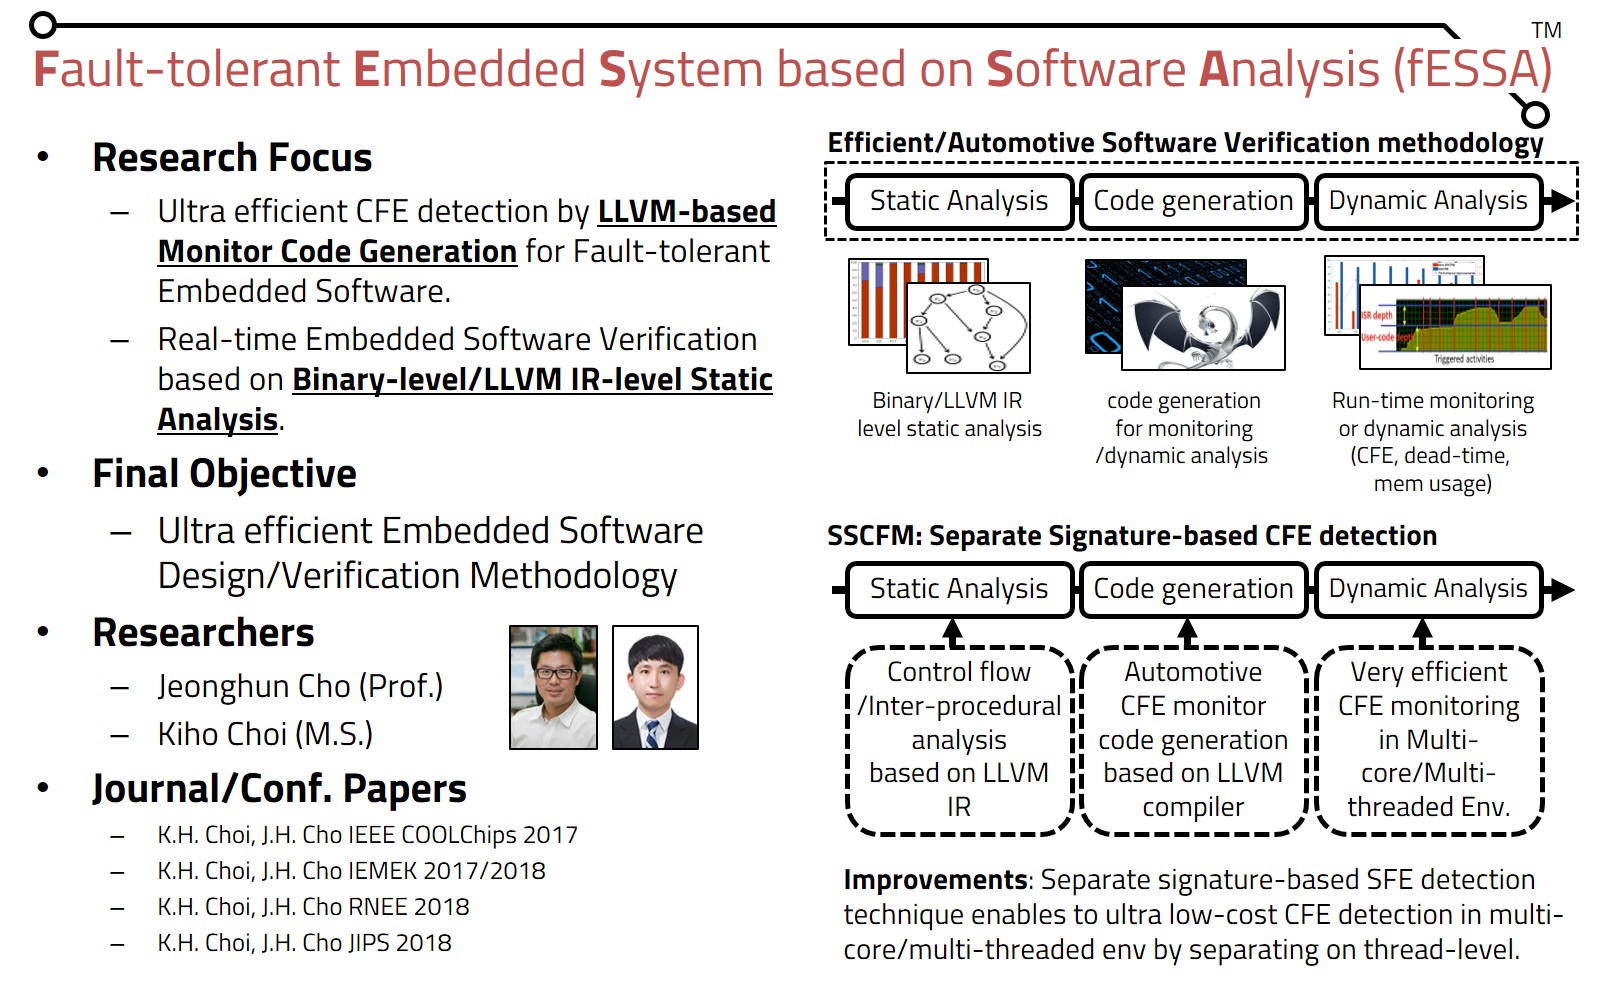 TM
Fault-tolerant Embedded System based on Software Analysis (fESSA)
• Research Focus
– Ultra efficient CFE detection by LLVM-based
Monitor Code Generation for Fault-tolerant
Embedded Software.
– Real-time Embedded Software Verification
based on Binary-level/LLVM IR-level Static
Analysis.
• Final Objective
– Ultra efficient Embedded Software
Design/Verification Methodology
• Researchers
– Jeonghun Cho (Prof.)
– Kiho Choi (M.S.)
• Journal/Conf. Papers
– K.H. Choi, J.H. Cho IEEE COOLChips 2017
– K.H. Choi, J.H. Cho IEMEK 2017/2018
– K.H. Choi, J.H. Cho RNEE 2018
– K.H. Choi, J.H. Cho JIPS 2018
Efficient/Automotive Software Verification methodology
Static Analysis
Code generation
Dynamic Analysis
ISR depth
User-code depth
Triggered activities
Binary/LLVM IR
level static analysis
code generation
for monitoring
/dynamic analysis
Run-time monitoring
or dynamic analysis
(CFE, dead-time,
mem usage)
SSCFM: Separate Signature-based CFE detection
Static Analysis
Code generation
Dynamic Analysis
Control flow
/Inter-procedural
analysis
based on LLVM
IR
Automotive
CFE monitor
code generation
based on LLVM
compiler
Very efficient
CFE monitoring
in Multi-
core/Multi-
threaded Env.
Improvements: Separate signature-based SFE detection
technique enables to ultra low-cost CFE detection in multi-
core/multi-threaded env by separating on thread-level.